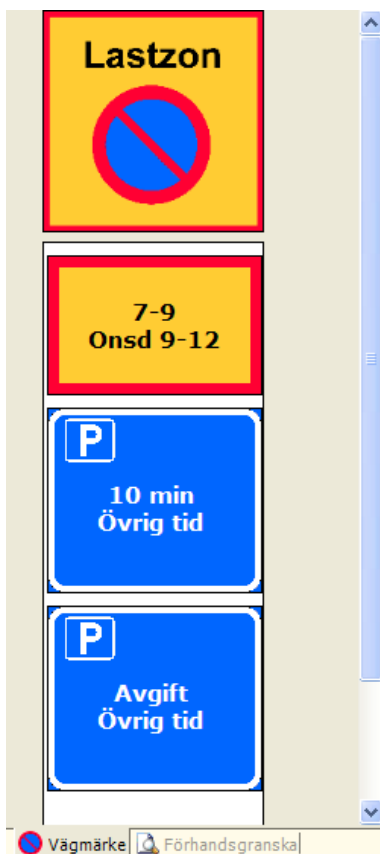 Lastzon
7-9
Onsd 9-12
P
10 min
Övrig tid
P
Avgift
Övrig tid
Vägmärke
Förhandsgranska